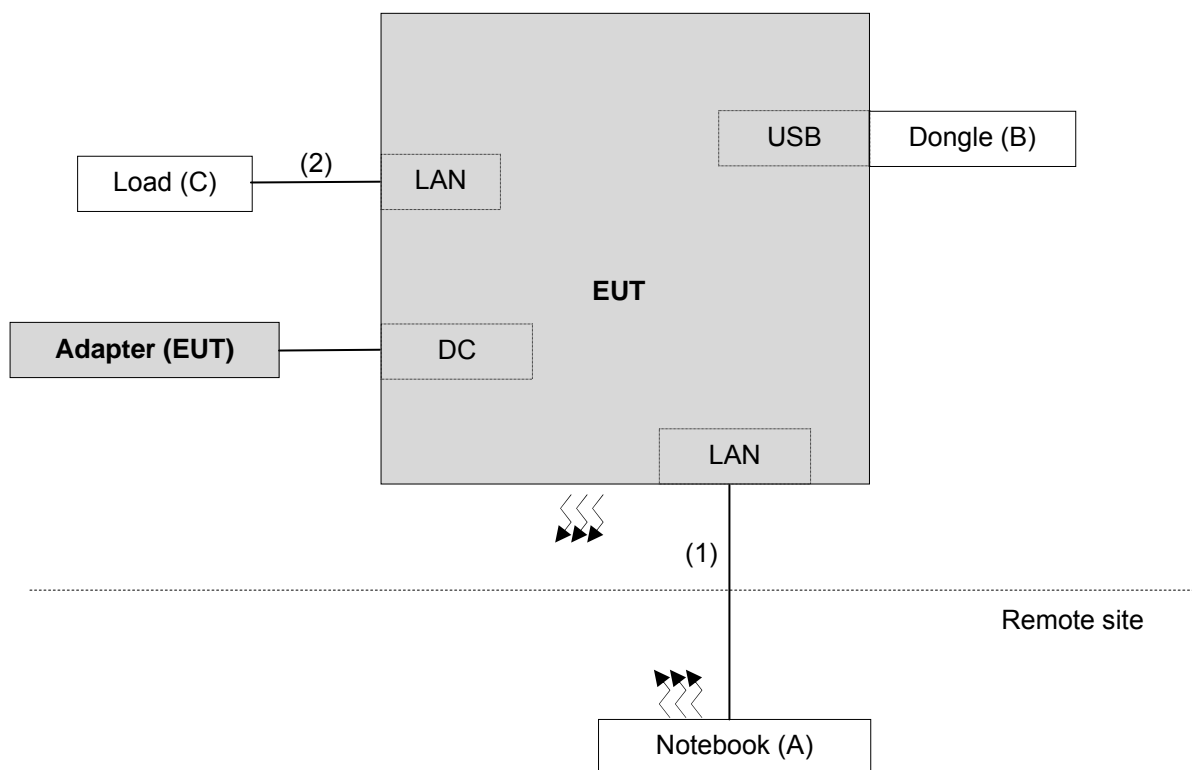 USB
Dongle (B)
(2)
Load (C)
LAN
EUT
Adapter (EUT)
DC
LAN
(1)
Remote site
Notebook (A)